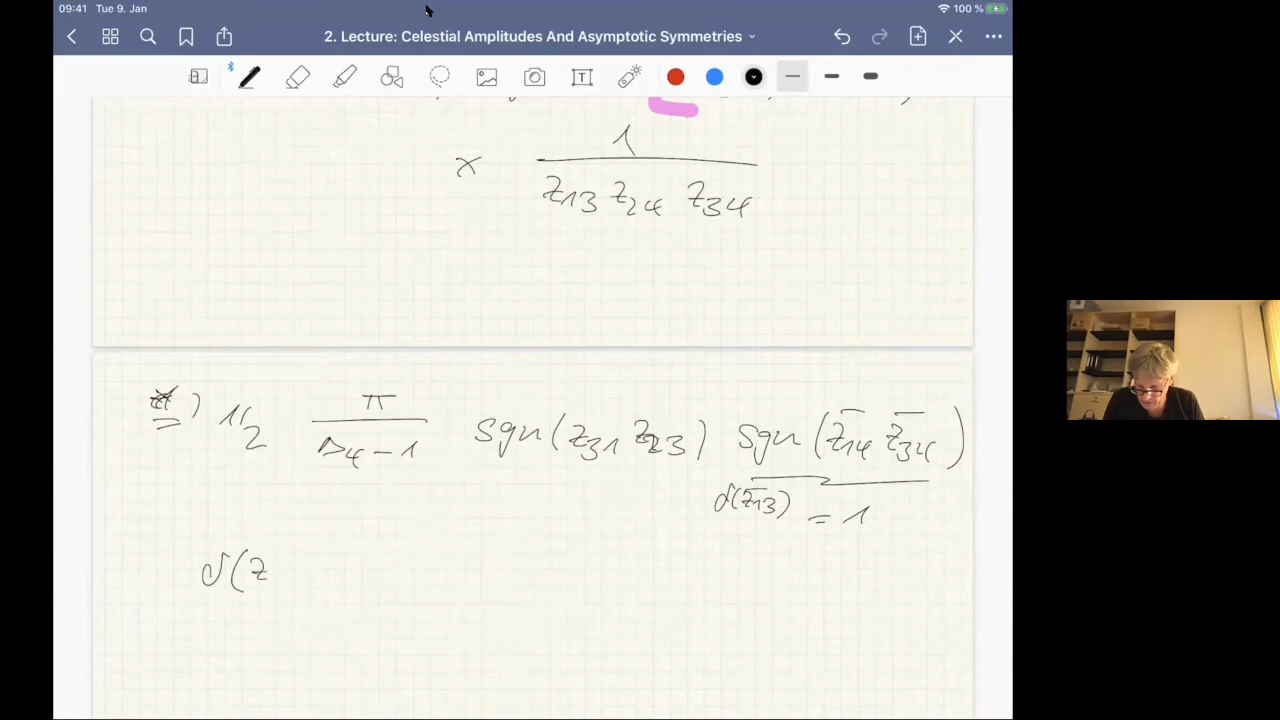 09:41 Tue 9. Jan 100 %
2. Lecture: Celestial Amplitudes And Asymptotic Symmetries
T
× 1 / (z₁₃ z₂₄ z₃₄)
) 1/2 π / (Δ₄ − 1) sgn(z₃₁ z₂₃) sgn(z̄₁₄ z̄₃₄)
δ(z̄₁₃) = 1
δ(z